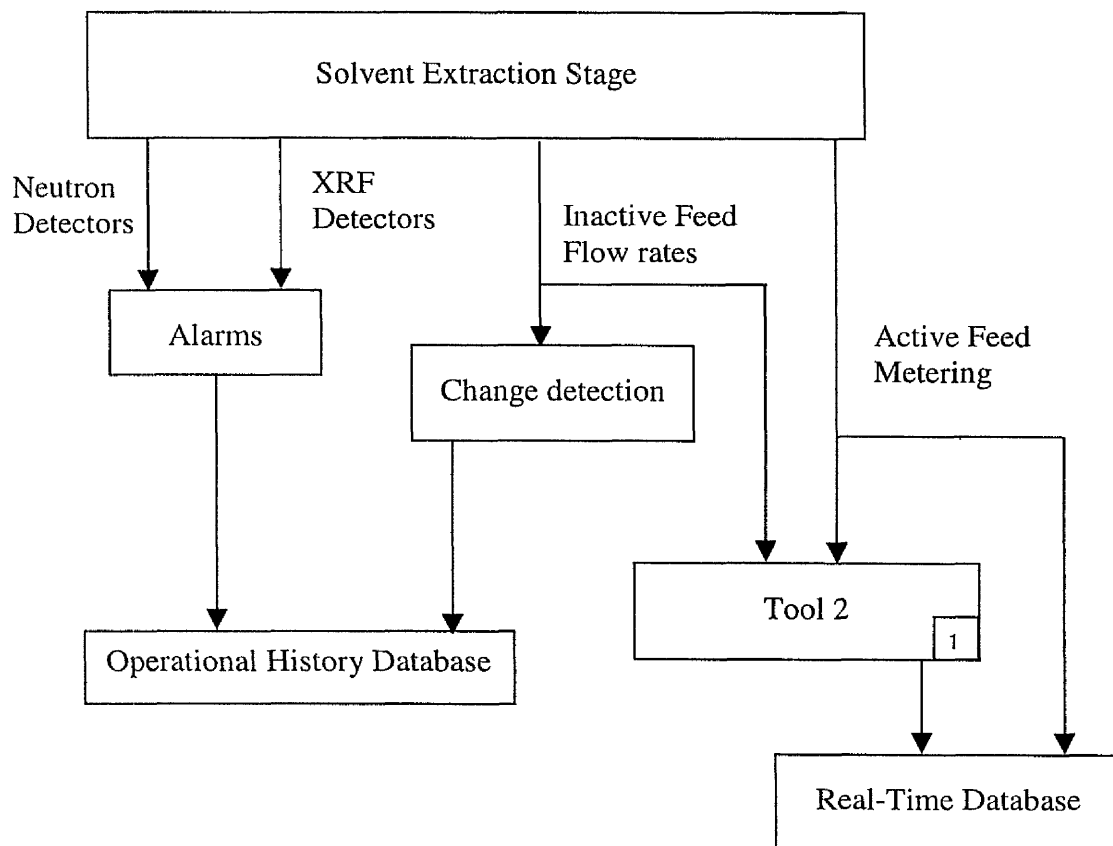 Solvent Extraction Stage
Neutron
Detectors
XRF
Detectors
Inactive Feed
Flow rates
Alarms
Change detection
Active Feed
Metering
Tool 2
1
Operational History Database
Real-Time Database